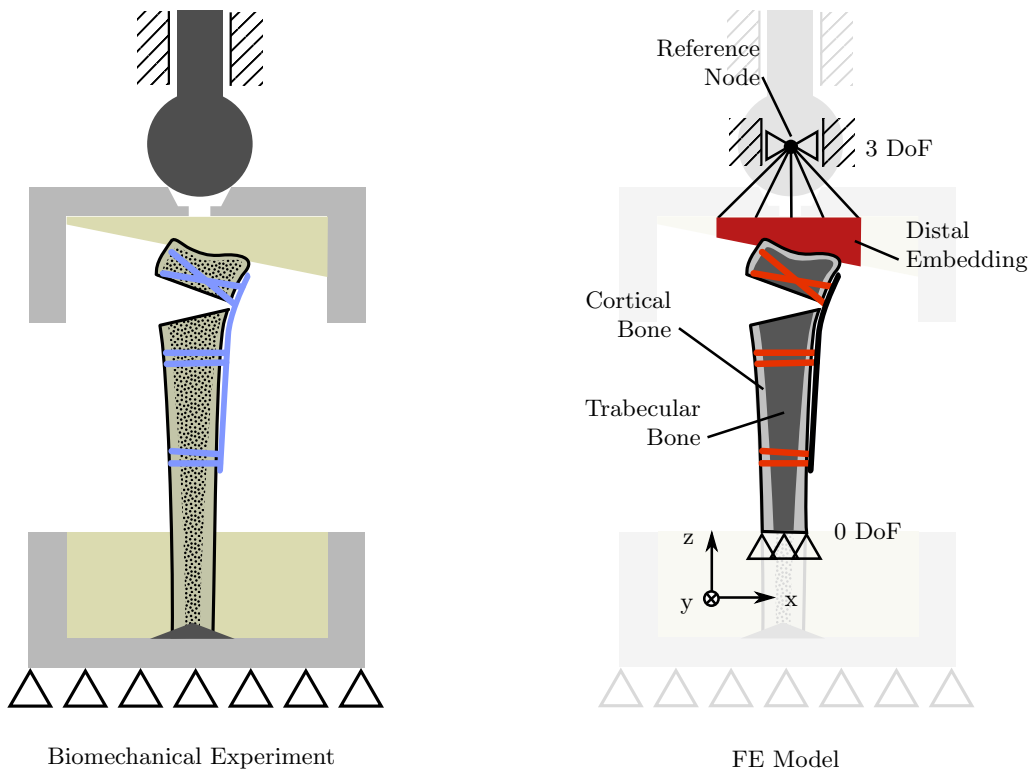 Reference
Node
3 DoF
Distal
Embedding
Cortical
Bone
Trabecular
Bone
0 DoF
z
y
x
Biomechanical Experiment
FE Model